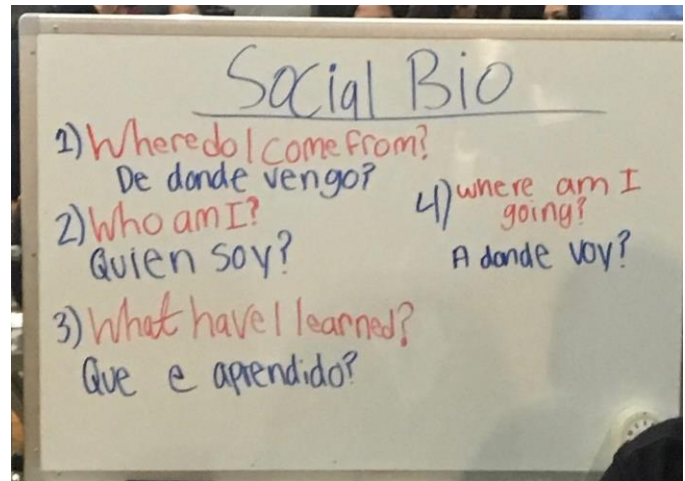 Social Bio
1) Where do I come from?
De donde vengo?
2) Who am I?
Quien soy?
3) What have I learned?
Que e aprendido?
4) where am I
going?
A donde voy?